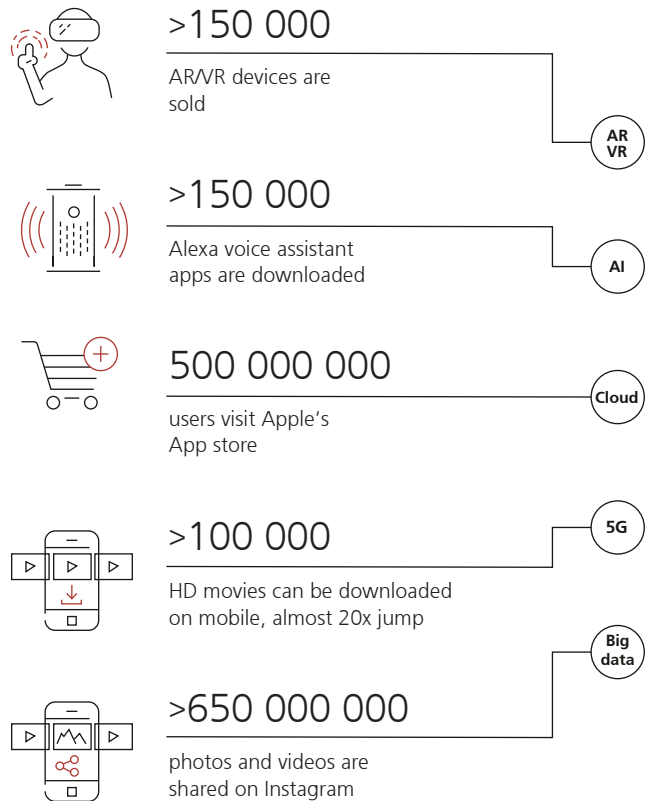 >150 000
AR/VR devices are
sold
AR
VR
>150 000
Alexa voice assistant
apps are downloaded
AI
500 000 000
users visit Apple‘s
App store
Cloud
>100 000
HD movies can be downloaded
on mobile, almost 20x jump
5G
>650 000 000
photos and videos are
shared on Instagram
Big
data